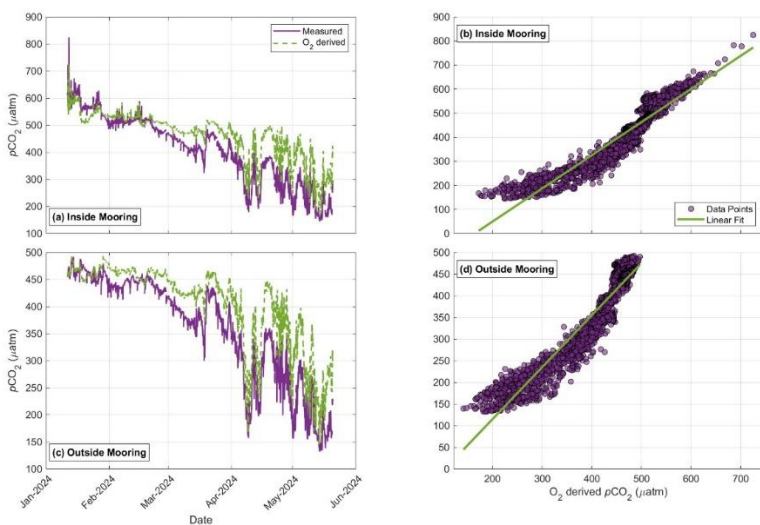 900
800
700
600
500
400
300
200
100
pCO2 (μatm)
Measured
O2 derived
(a) Inside Mooring
900
800
700
600
500
400
300
200
100
0
(b) Inside Mooring
Data Points
Linear Fit
500
450
400
350
300
250
200
150
100
pCO2 (μatm)
(c) Outside Mooring
Jan-2024
Feb-2024
Mar-2024
Apr-2024
May-2024
Jun-2024
Date
500
450
400
350
300
250
200
150
100
50
0
(d) Outside Mooring
200
300
400
500
600
700
O2 derived pCO2 (μatm)